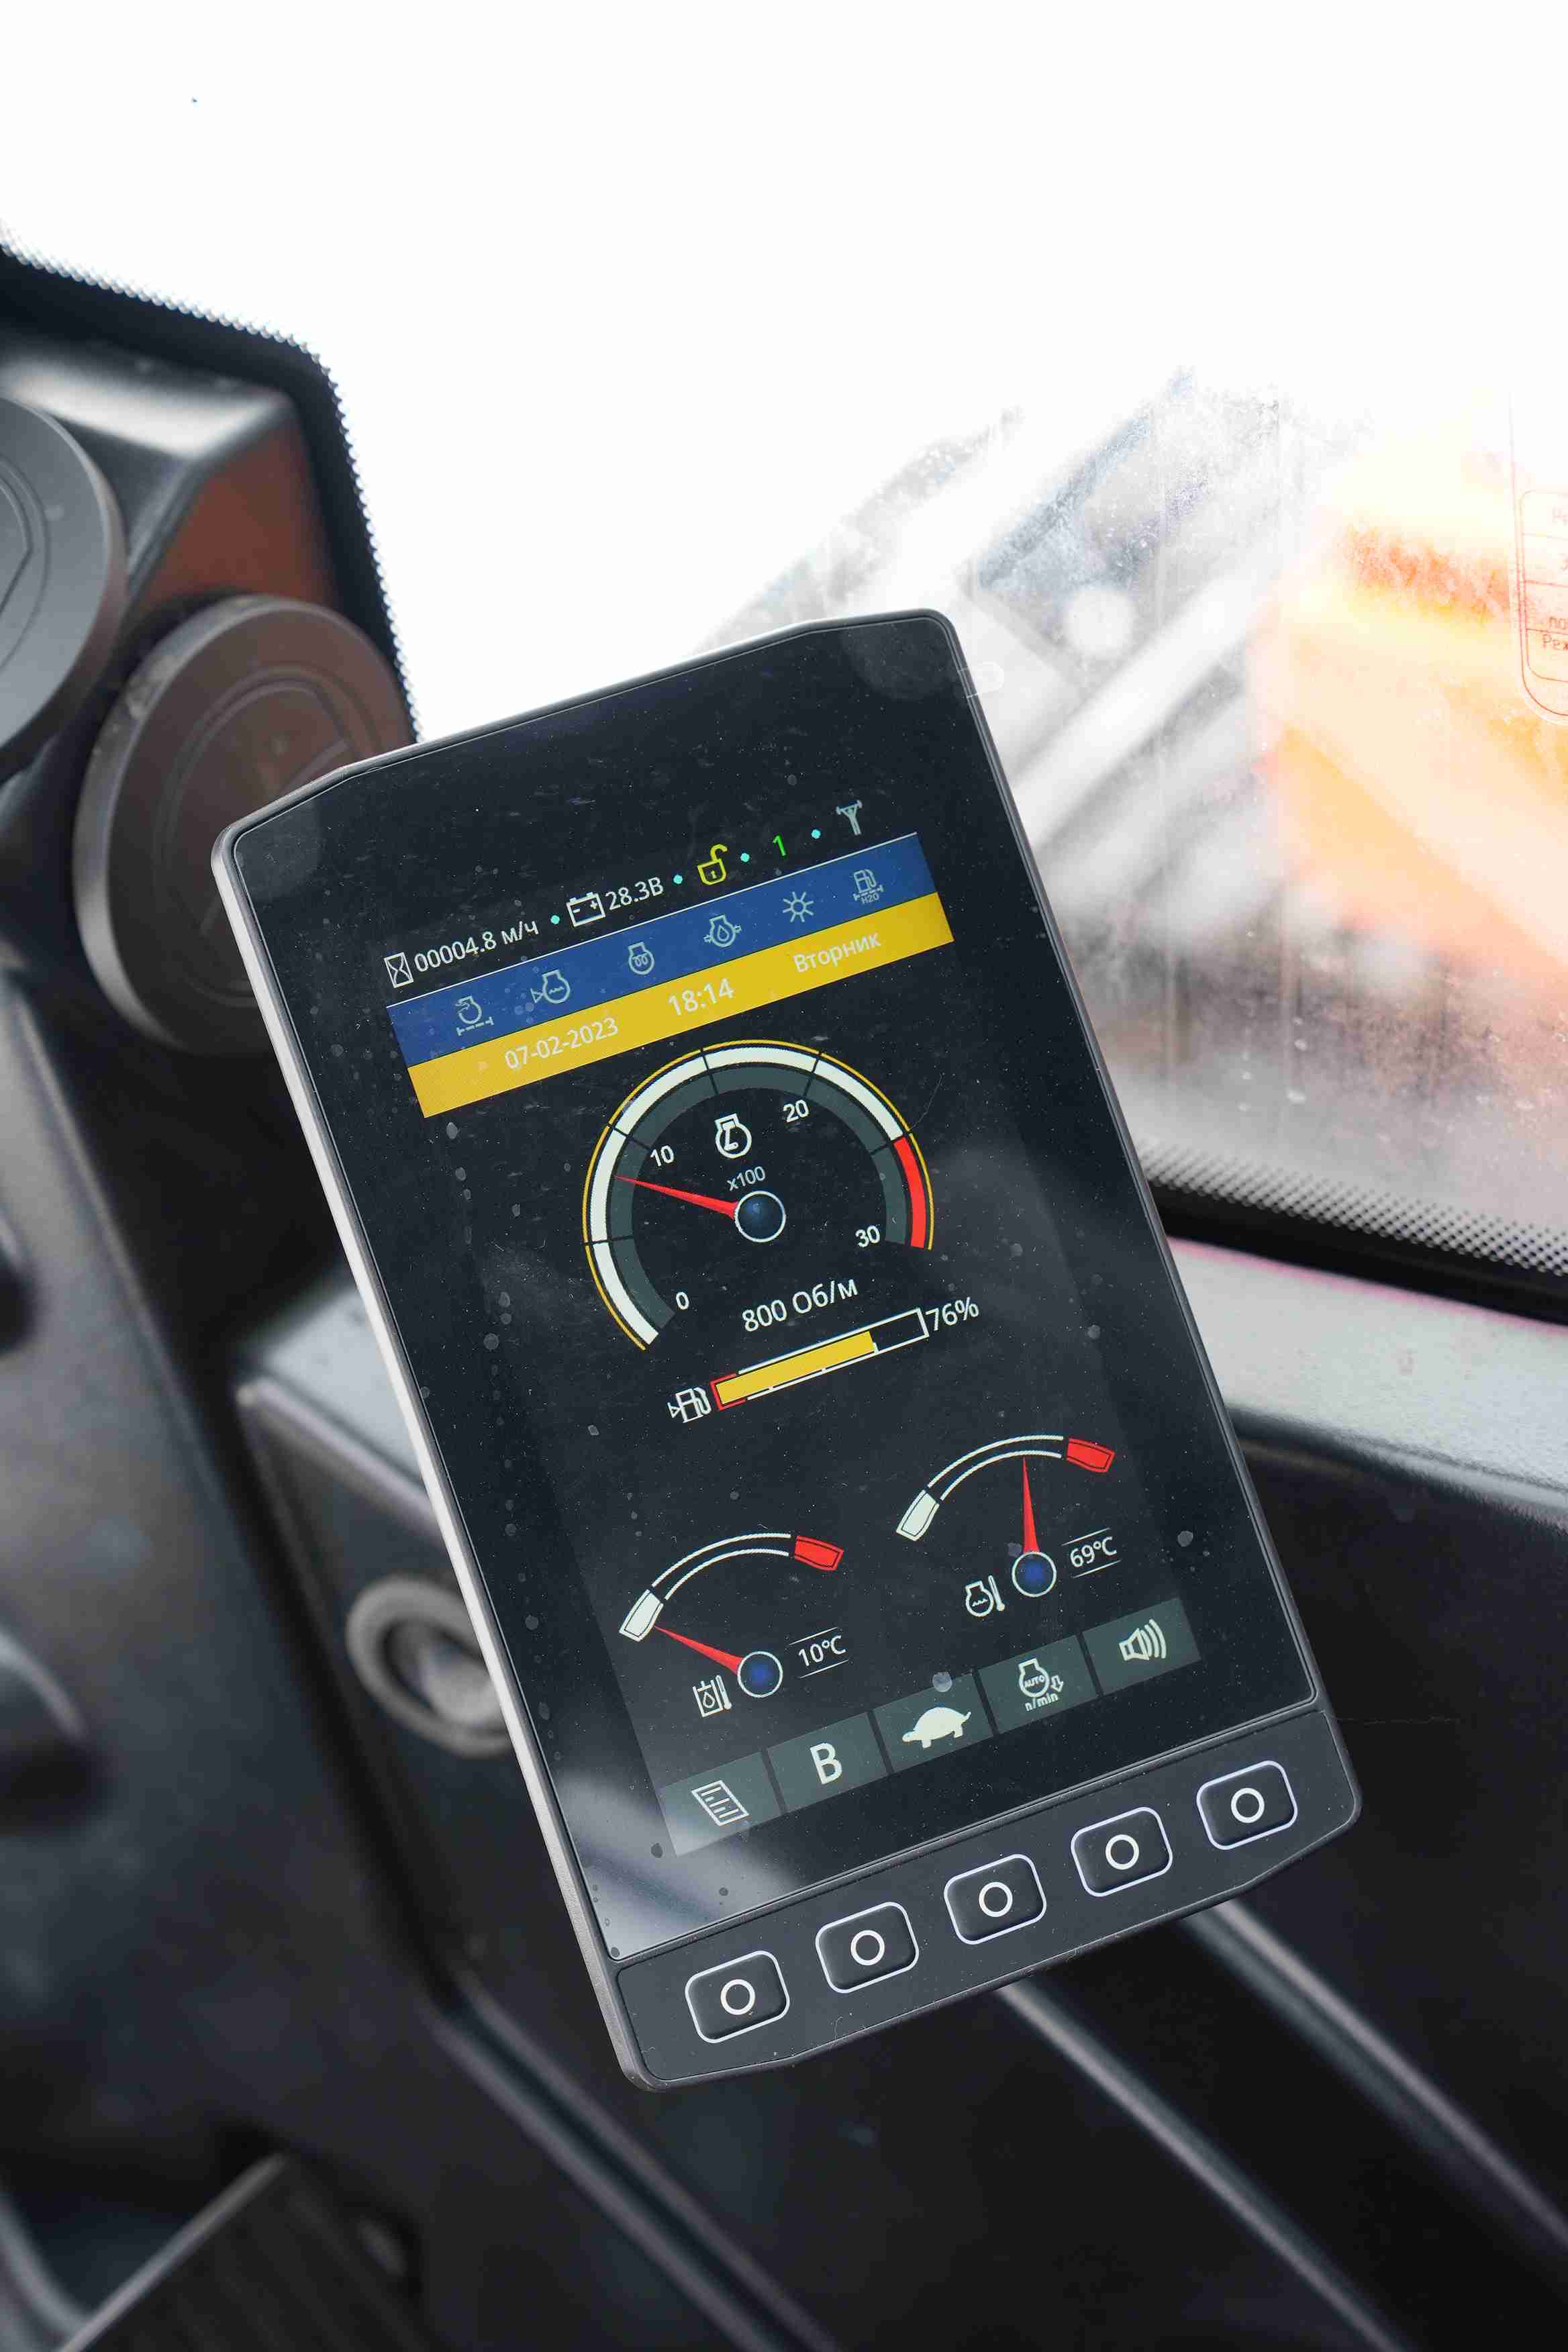 00004.8 м/ч • 28.3В • • 1 •
H2O
07-02-2023 18:14 Вторник
10 20
x100
0 30
800 Об/м
76%
69°C
10°C
B AUTO n/min